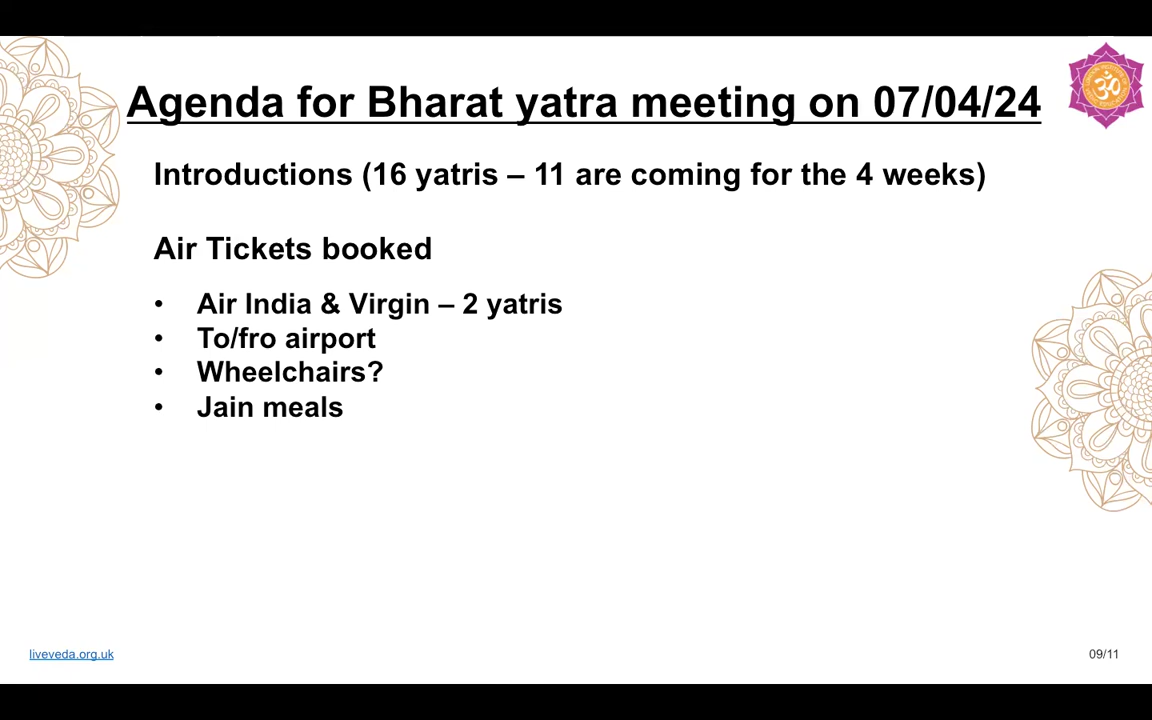 Agenda for Bharat yatra meeting on 07/04/24
Introductions (16 yatris – 11 are coming for the 4 weeks)
Air Tickets booked
• Air India & Virgin – 2 yatris
• To/fro airport
• Wheelchairs?
• Jain meals
liveveda.org.uk
09/11
ॐ